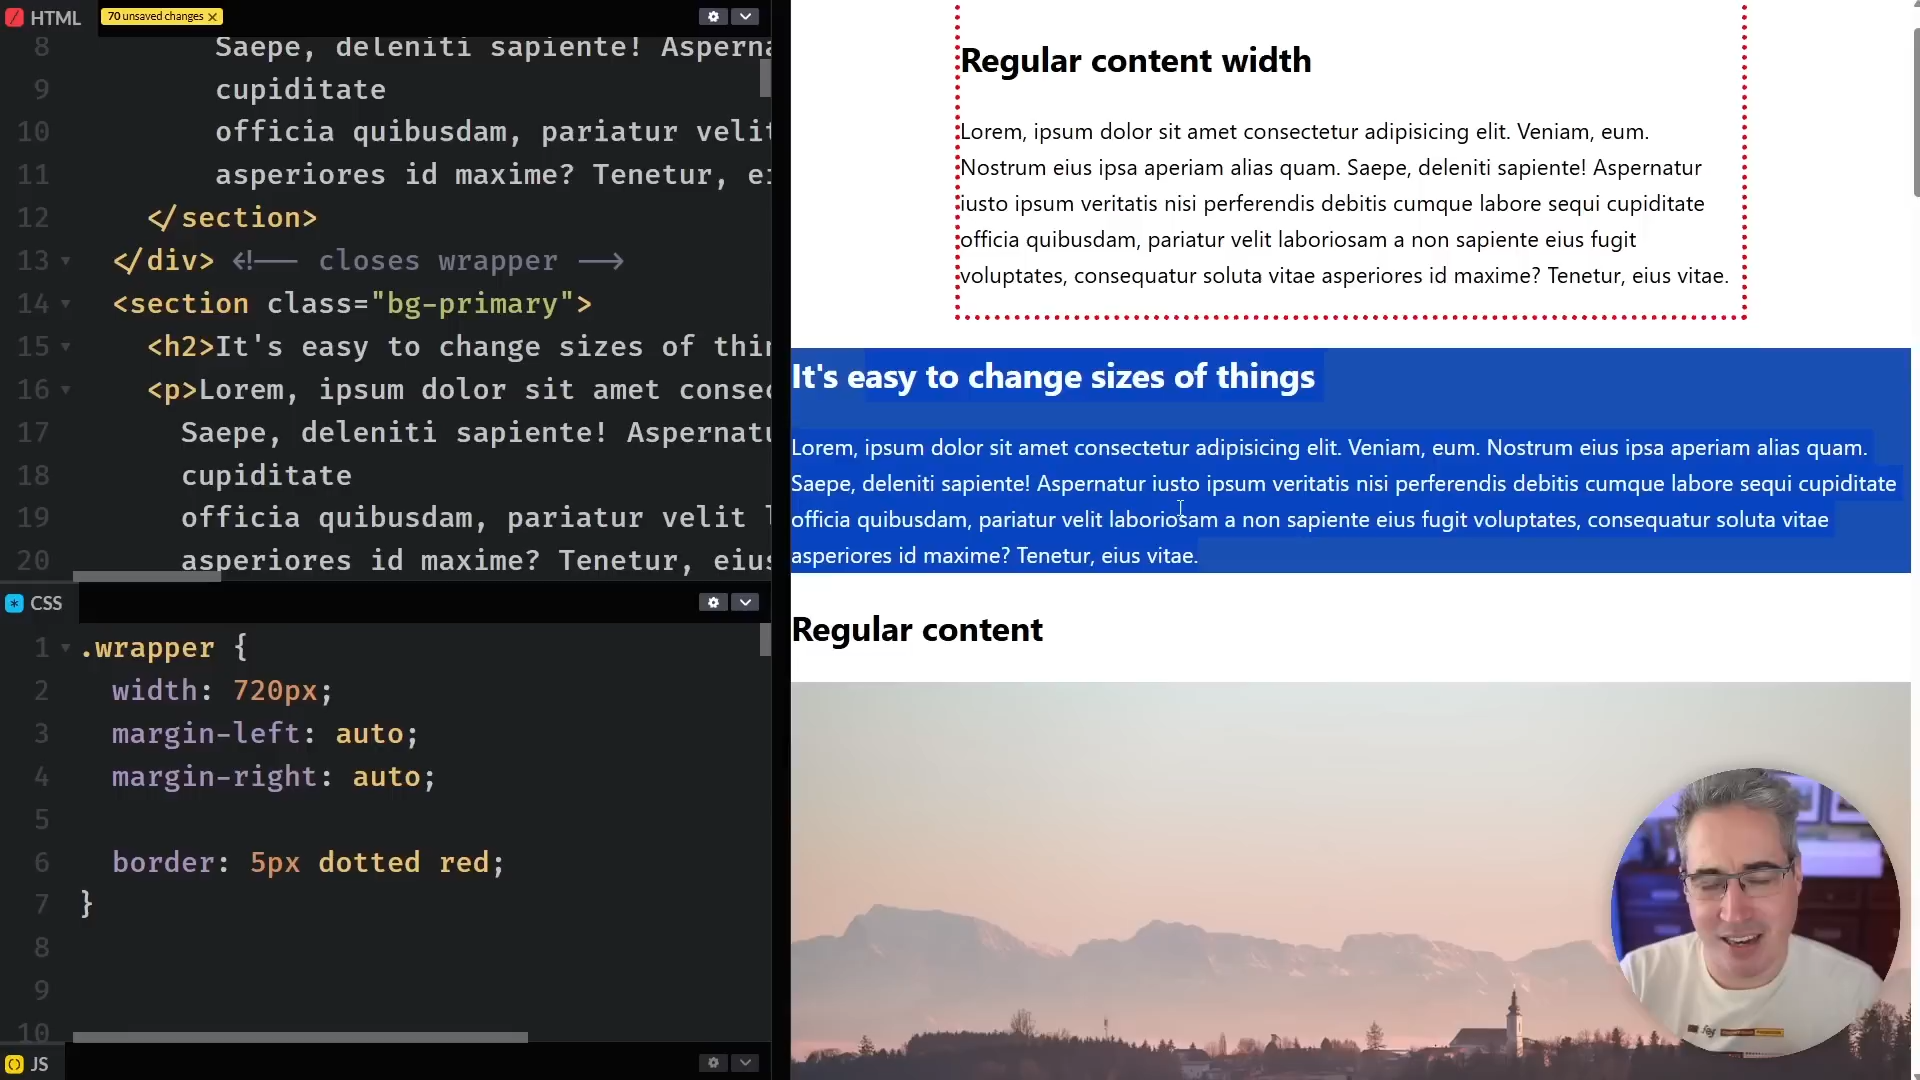 HTML
70 unsaved changes ×
8 Saepe, deleniti sapiente! Asperna
9 cupiditate
10 officia quibusdam, pariatur velit
11 asperiores id maxime? Tenetur, ei
12 </section>
13 </div> <!-- closes wrapper -->
14 <section class="bg-primary">
15 <h2>It's easy to change sizes of thin
16 <p>Lorem, ipsum dolor sit amet consec
17 Saepe, deleniti sapiente! Aspernatu
18 cupiditate
19 officia quibusdam, pariatur velit l
20 asperiores id maxime? Tenetur, eius
CSS
1 .wrapper {
2 width: 720px;
3 margin-left: auto;
4 margin-right: auto;
5
6 border: 5px dotted red;
7 }
8
9
10
JS
Regular content width
Lorem, ipsum dolor sit amet consectetur adipisicing elit. Veniam, eum.
Nostrum eius ipsa aperiam alias quam. Saepe, deleniti sapiente! Aspernatur
iusto ipsum veritatis nisi perferendis debitis cumque labore sequi cupiditate
officia quibusdam, pariatur velit laboriosam a non sapiente eius fugit
voluptates, consequatur soluta vitae asperiores id maxime? Tenetur, eius vitae.
It's easy to change sizes of things
Lorem, ipsum dolor sit amet consectetur adipisicing elit. Veniam, eum. Nostrum eius ipsa aperiam alias quam.
Saepe, deleniti sapiente! Aspernatur iusto ipsum veritatis nisi perferendis debitis cumque labore sequi cupiditate
officia quibusdam, pariatur velit laboriosam a non sapiente eius fugit voluptates, consequatur soluta vitae
asperiores id maxime? Tenetur, eius vitae.
Regular content